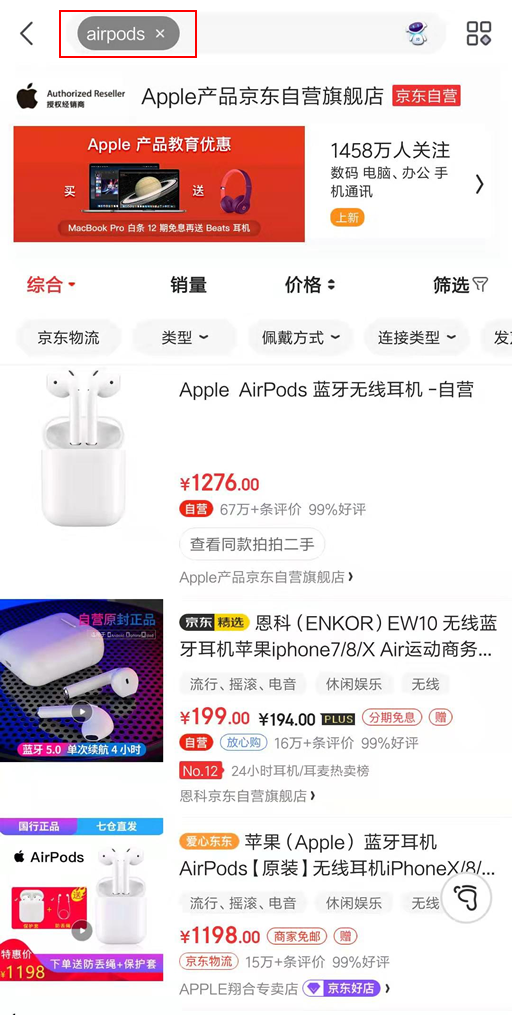 airpods ×
Authorized Reseller
授权经销商
Apple产品京东自营旗舰店 京东自营
Apple 产品教育优惠
买 送
MacBook Pro 白条 12 期免息再送 Beats 耳机
1458万人关注
数码 电脑、办公 手
机通讯
上新
综合 销量 价格 筛选
京东物流 类型 佩戴方式 连接类型 发
Apple AirPods 蓝牙无线耳机 -自营
¥1276.00
自营 67万+条评价 99%好评
查看同款拍拍二手
Apple产品京东自营旗舰店
自营原封正品
蓝牙 5.0 单次续航 4 小时
京东精选 恩科（ENKOR）EW10 无线蓝
牙耳机苹果iphone7/8/X Air运动商务...
流行、摇滚、电音 休闲娱乐 无线
¥199.00 ¥194.00 PLUS 分期免息 赠
自营 放心购 16万+条评价 99%好评
No.12 24小时耳机/耳麦热卖榜
恩科京东自营旗舰店
国行正品 七仓直发
AirPods
保护套 防丢绳
特惠价
¥1198
下单送防丢绳+保护套
爱心东东 苹果（Apple）蓝牙耳机
AirPods【原装】无线耳机iPhoneX/8/...
流行、摇滚、电音 休闲娱乐 无线
¥1198.00 商家免邮 赠
京东物流 15万+条评价 99%好评
APPLE翔合专卖店 京东好店